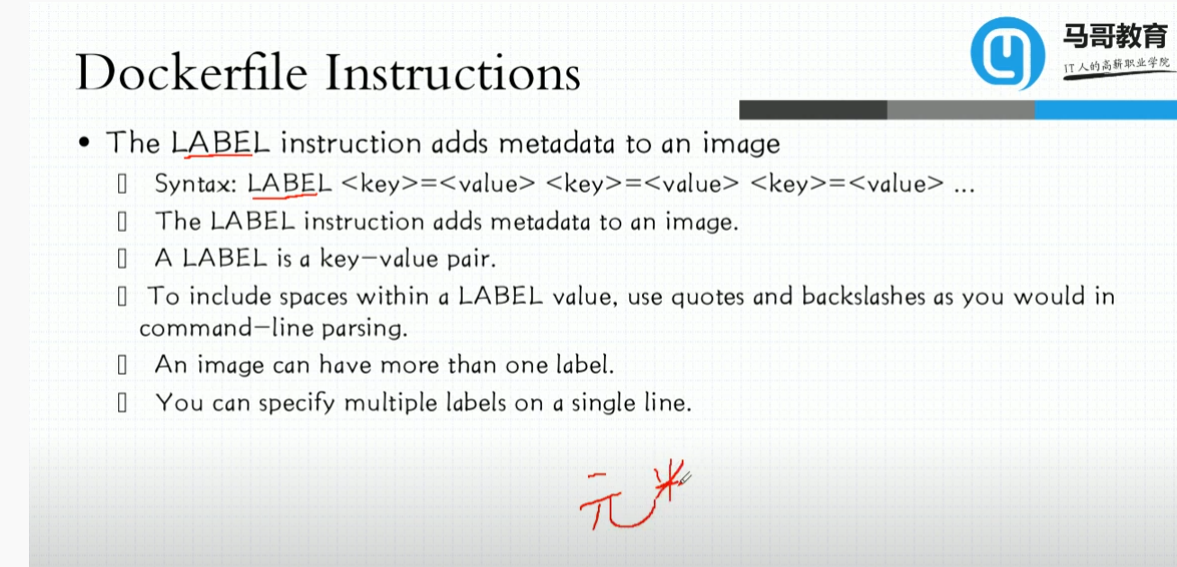 马哥教育
IT人的高薪职业学院
Dockerfile Instructions
• The LABEL instruction adds metadata to an image
▯ Syntax: LABEL <key>=<value> <key>=<value> <key>=<value> ...
▯ The LABEL instruction adds metadata to an image.
▯ A LABEL is a key–value pair.
▯ To include spaces within a LABEL value, use quotes and backslashes as you would in
command–line parsing.
▯ An image can have more than one label.
▯ You can specify multiple labels on a single line.
元